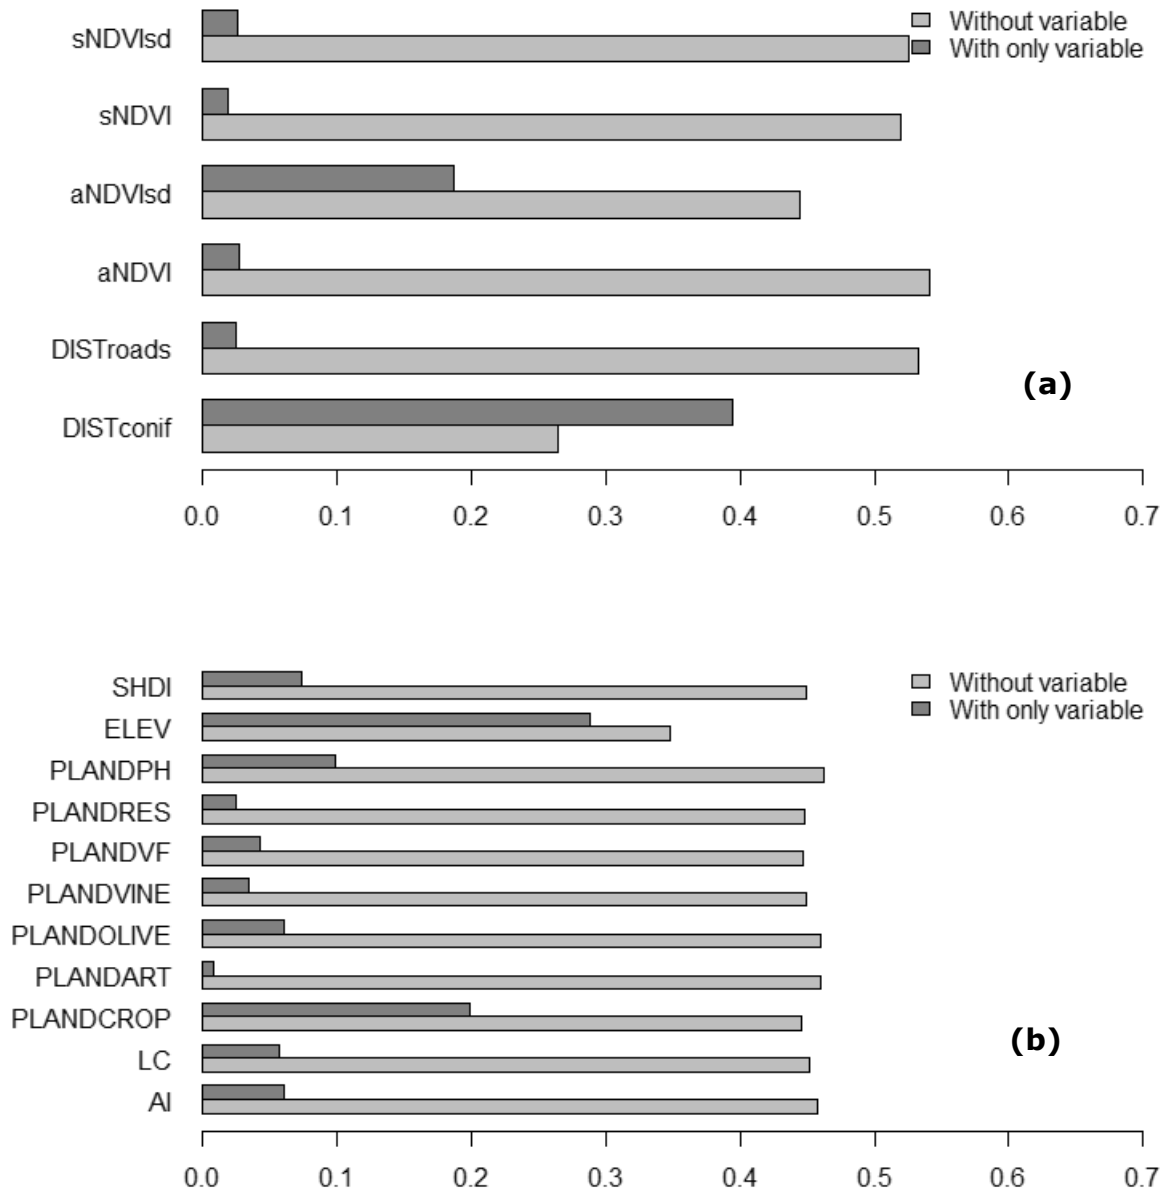 Without variable
With only variable
sNDVIsd
sNDVI
aNDVIsd
aNDVI
DISTroads
DISTconif
(a)
0.0 0.1 0.2 0.3 0.4 0.5 0.6 0.7
Without variable
With only variable
SHDI
ELEV
PLANDPH
PLANDRES
PLANDVF
PLANDVINE
PLANDOLIVE
PLANDART
PLANDCROP
LC
AI
(b)
0.0 0.1 0.2 0.3 0.4 0.5 0.6 0.7